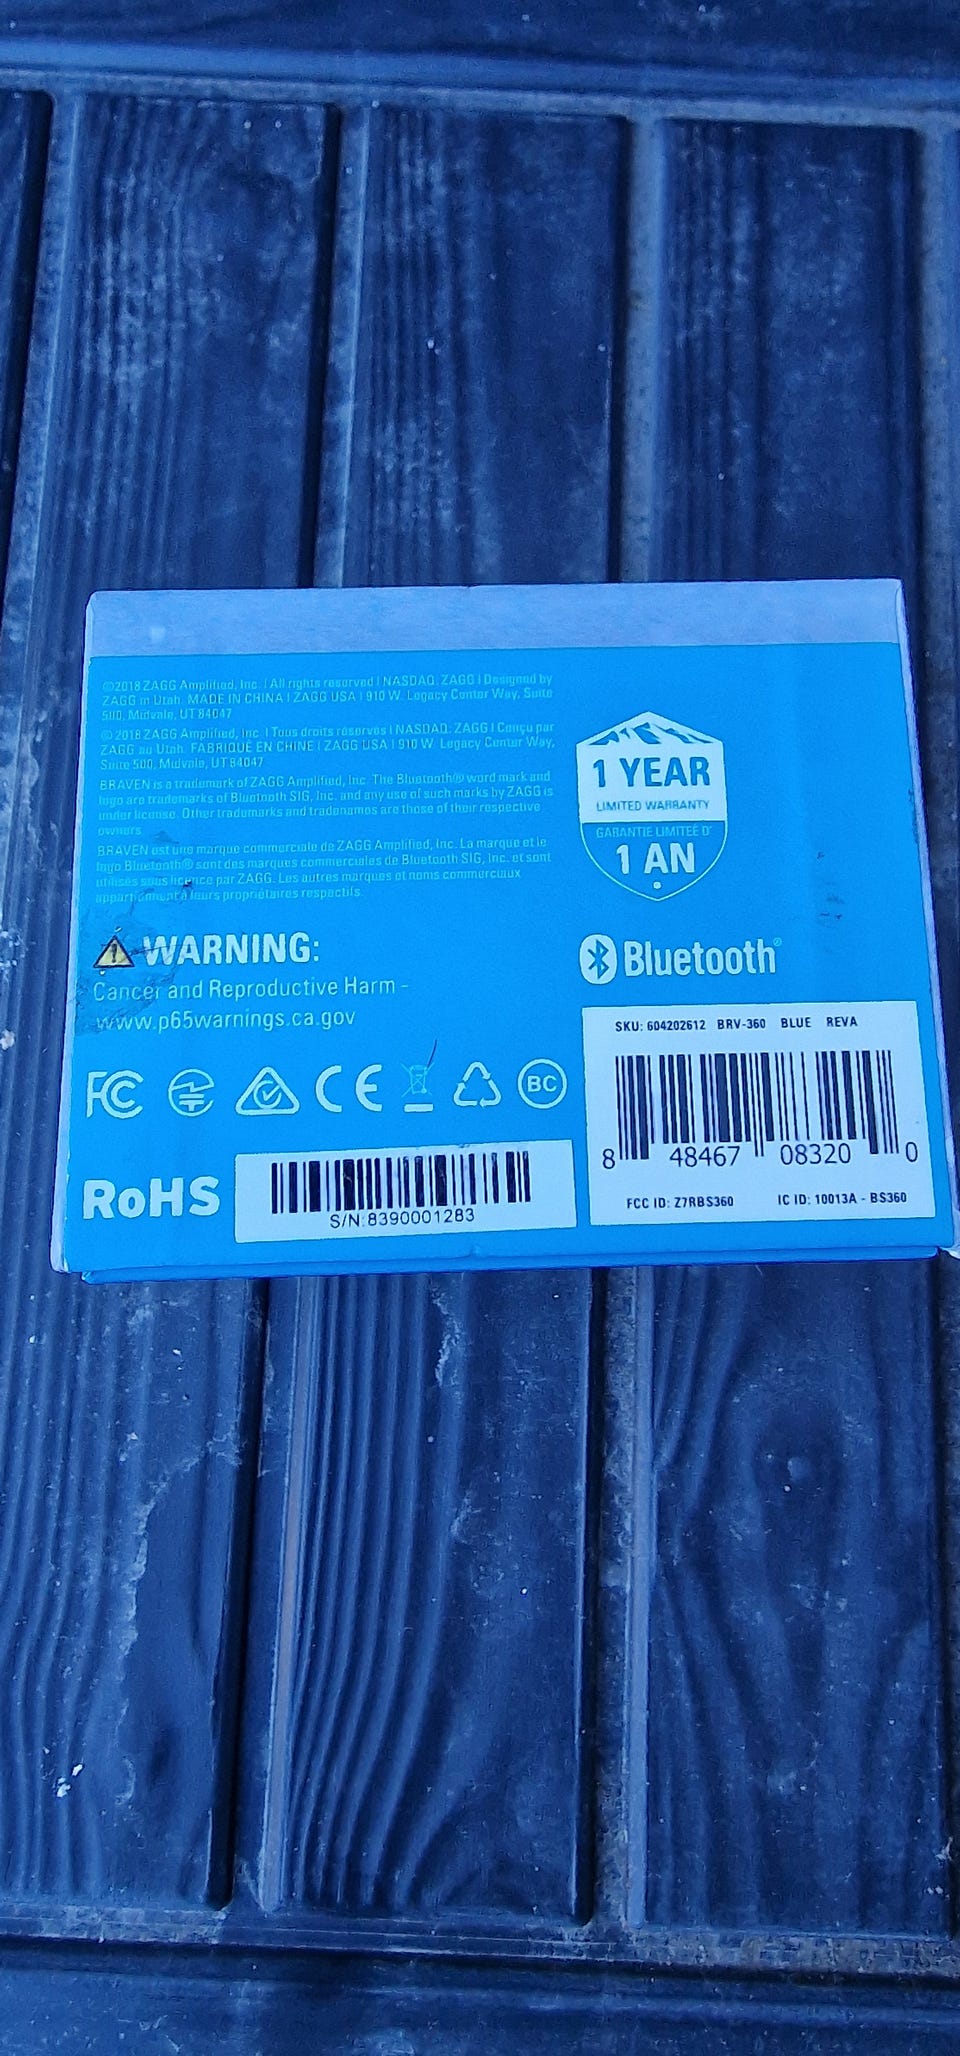 ©2018 ZAGG Amplified, Inc. | All rights reserved | NASDAQ: ZAGG | Designed by
ZAGG in Utah. MADE IN CHINA | ZAGG USA | 910 W. Legacy Center Way, Suite
500, Midvale, UT 84047
© 2018 ZAGG Amplified, Inc. | Tous droits réservés | NASDAQ: ZAGG | Conçu par
ZAGG au Utah. FABRIQUÉ EN CHINE | ZAGG USA | 910 W. Legacy Center Way,
Suite 500, Midvale, UT 84047
BRAVEN is a trademark of ZAGG Amplified, Inc. The Bluetooth® word mark and
logo are trademarks of Bluetooth SIG, Inc. and any use of such marks by ZAGG is
under license. Other trademarks and tradenames are those of their respective
owners.
BRAVEN est une marque commerciale de ZAGG Amplified, Inc. La marque et le
logo Bluetooth® sont des marques commerciales de Bluetooth SIG, Inc. et sont
utilisés sous licence par ZAGG. Les autres marques et noms commerciaux
appartiennent à leurs propriétaires respectifs.
1 YEAR
LIMITED WARRANTY
GARANTIE LIMITÉE D'
1 AN
WARNING:
Cancer and Reproductive Harm -
www.p65warnings.ca.gov
Bluetooth®
FC CE BC
RoHS
S/N:8390001283
SKU: 604202612 BRV-360 BLUE REVA
8 48467 08320 0
FCC ID: Z7RBS360 IC ID: 10013A - BS360